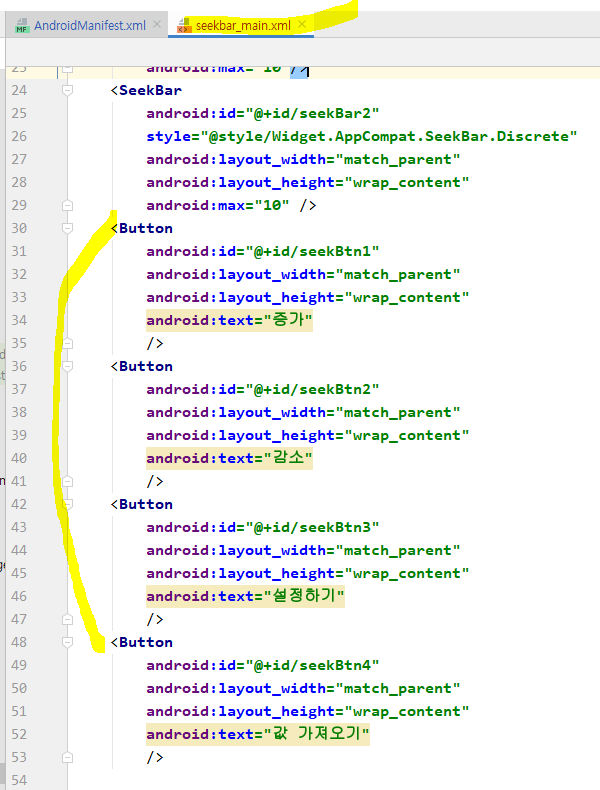 AndroidManifest.xml
seekbar_main.xml
23 android:max="10"/>
24 <SeekBar
25 android:id="@+id/seekBar2"
26 style="@style/Widget.AppCompat.SeekBar.Discrete"
27 android:layout_width="match_parent"
28 android:layout_height="wrap_content"
29 android:max="10" />
30 <Button
31 android:id="@+id/seekBtn1"
32 android:layout_width="match_parent"
33 android:layout_height="wrap_content"
34 android:text="증가"
35 />
36 <Button
37 android:id="@+id/seekBtn2"
38 android:layout_width="match_parent"
39 android:layout_height="wrap_content"
40 android:text="감소"
41 />
42 <Button
43 android:id="@+id/seekBtn3"
44 android:layout_width="match_parent"
45 android:layout_height="wrap_content"
46 android:text="설정하기"
47 />
48 <Button
49 android:id="@+id/seekBtn4"
50 android:layout_width="match_parent"
51 android:layout_height="wrap_content"
52 android:text="값 가져오기"
53 />
54